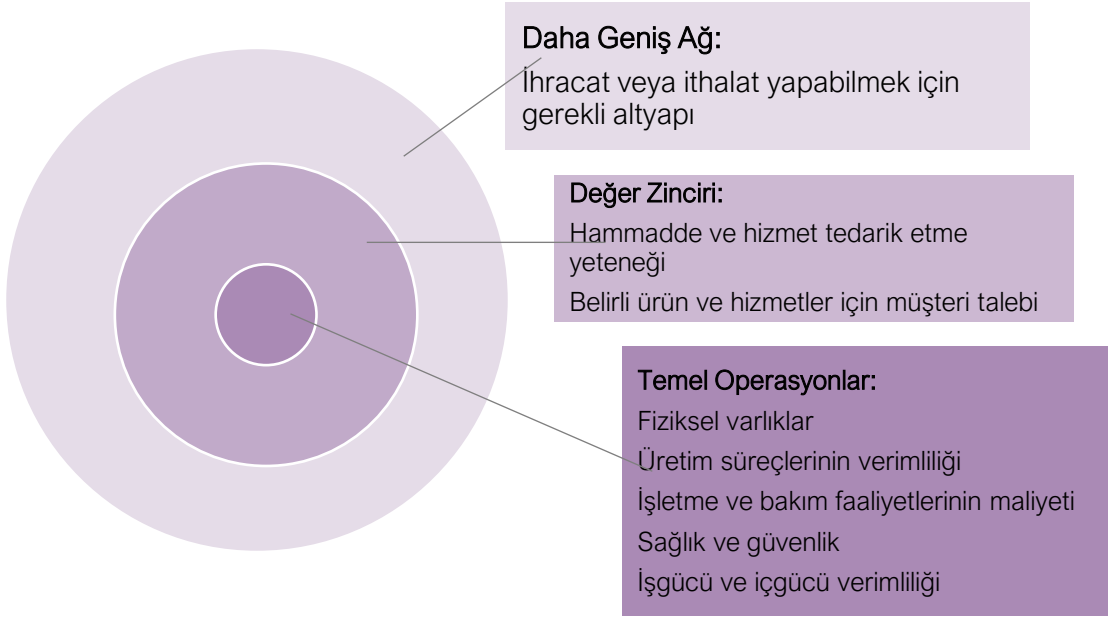 Daha Geniş Ağ:
İhracat veya ithalat yapabilmek için
gerekli altyapı
Değer Zinciri:
Hammadde ve hizmet tedarik etme
yeteneği
Belirli ürün ve hizmetler için müşteri talebi
Temel Operasyonlar:
Fiziksel varlıklar
Üretim süreçlerinin verimliliği
İşletme ve bakım faaliyetlerinin maliyeti
Sağlık ve güvenlik
İşgücü ve içgücü verimliliği